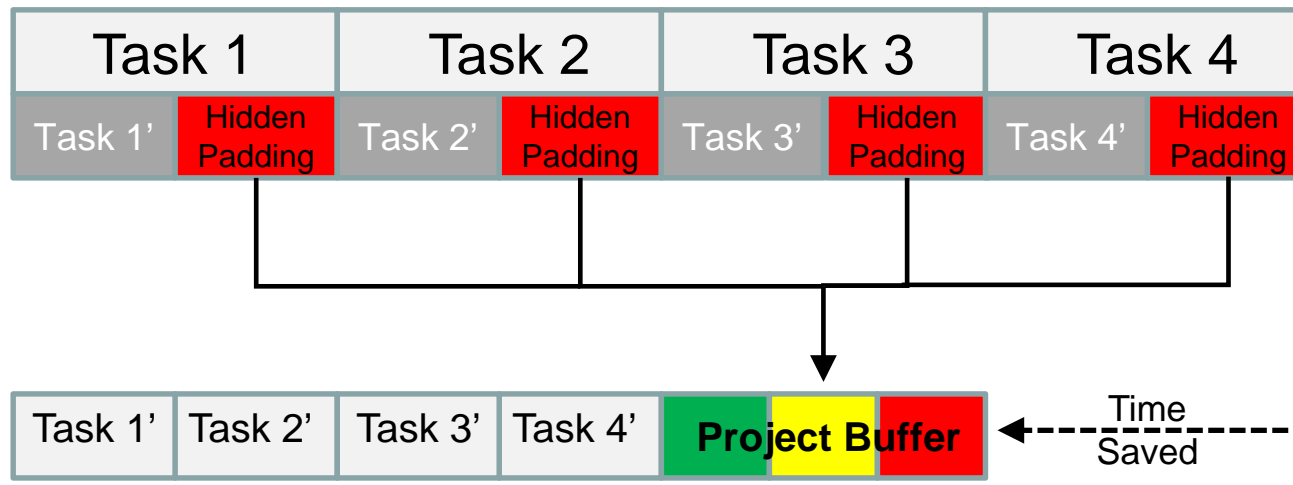 Task 1 Task 2 Task 3 Task 4
Task 1’ Hidden Padding Task 2’ Hidden Padding Task 3’ Hidden Padding Task 4’ Hidden Padding
Task 1’ Task 2’ Task 3’ Task 4’ Project Buffer
Time
Saved